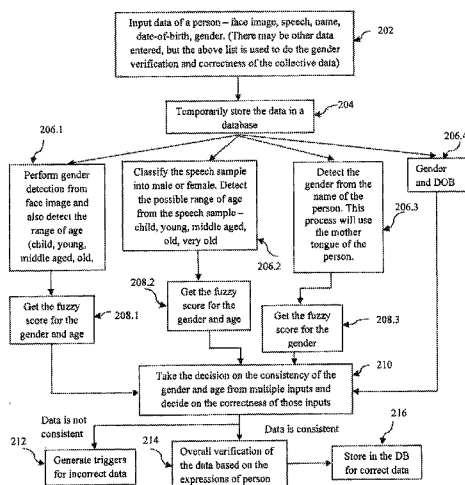 Input data of a person – face image, speech, name,
date-of-birth, gender. (There may be other data
entered, but the above list is used to do the gender
verification and correctness of the collective data)
202
Temporarily store the data in a
database
204
206.1
206.4
Perform gender
detection from
face image and
also detect the
range of age
(child, young,
middle aged,
old,
Classify the speech sample
into male or female. Detect
the possible range of age
from the speech sample –
child, young, middle aged,
old, very old
206.2
Detect the
gender from the
name of the
person. This
process will use
the mother
tongue of the
person.
206.3
Gender
and DOB
Get the fuzzy
score for the
gender and age
208.1
208.2
Get the fuzzy
score for the
gender and age
Get the fuzzy
score for the
gender
208.3
210
Take the decision on the consistency of the
gender and age from multiple inputs and
decide on the correctness of those inputs
Data is not
consistent
Data is consistent
212
Generate triggers
for incorrect data
214
Overall verification of
the data based on the
expressions of person
216
Store in the DB
for correct data